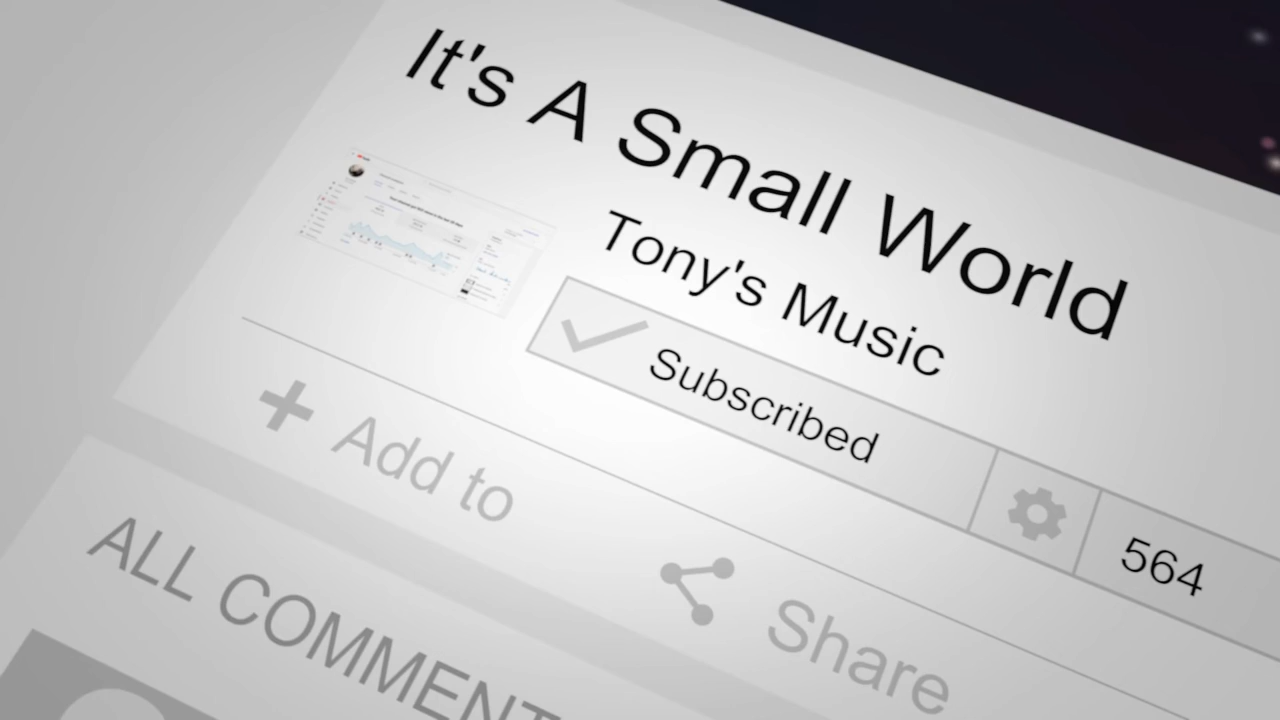 It's A Small World
Tony's Music
Subscribed
564
Add to
Share
ALL COMMENT